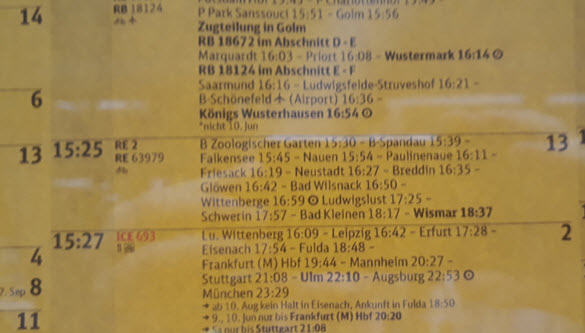 14
RB 18124
P Park Sanssouci 15:51 – Golm 15:56
Zugteilung in Golm
RB 18672 im Abschnitt D - E
Marquardt 16:03 – Priort 16:08 – Wustermark 16:14
RB 18124 im Abschnitt E - F
Saarmund 16:16 – Ludwigsfelde-Struveshof 16:21 –
6
B-Schönefeld ✈ (Airport) 16:36 –
Königs Wusterhausen 16:54
*nicht 10. Jun
13 15:25 RE 2 B Zoologischer Garten 15:30 – B-Spandau 15:39 – 13
RE 63979 Falkensee 15:45 – Nauen 15:54 – Paulinenaue 16:11 –
Friesack 16:19 – Neustadt 16:27 – Breddin 16:35 –
Glöwen 16:42 – Bad Wilsnack 16:50 –
Wittenberge 16:59 Ludwigslust 17:25 –
Schwerin 17:57 – Bad Kleinen 18:17 – Wismar 18:37
15:27 ICE 693 Lu. Wittenberg 16:09 – Leipzig 16:42 – Erfurt 17:28 – 2
4 Eisenach 17:54 – Fulda 18:48 –
Frankfurt (M) Hbf 19:44 – Mannheim 20:27 –
7. Sep 8 Stuttgart 21:08 – Ulm 22:10 – Augsburg 22:53
München 23:29
➜ ab 10. Aug kein Halt in Eisenach, Ankunft in Fulda 18:50
11 ➜ 9., 10. Jun nur bis Frankfurt (M) Hbf 20:20
➜ Sa nur bis Stuttgart 21:08